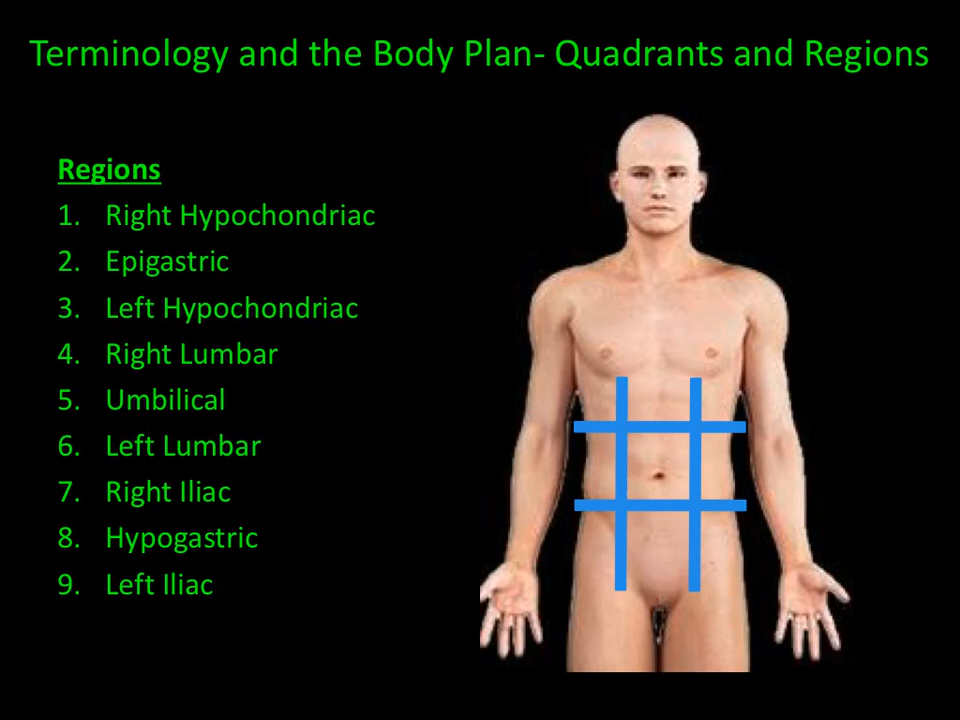 Terminology and the Body Plan- Quadrants and Regions
Regions
1. Right Hypochondriac
2. Epigastric
3. Left Hypochondriac
4. Right Lumbar
5. Umbilical
6. Left Lumbar
7. Right Iliac
8. Hypogastric
9. Left Iliac